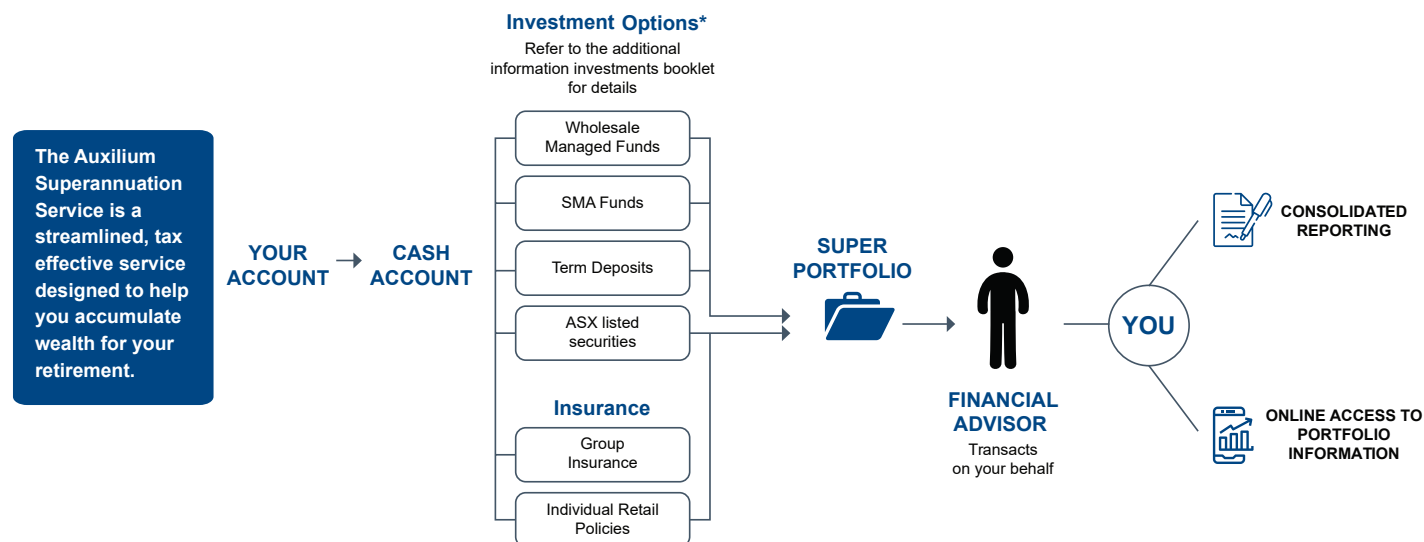 The Auxilium
Superannuation
Service is a
streamlined, tax
effective service
designed to help
you accumulate
wealth for your
retirement.
YOUR
ACCOUNT
CASH
ACCOUNT
Investment Options*
Refer to the additional
information investments booklet
for details
Wholesale
Managed Funds
SMA Funds
Term Deposits
ASX listed
securities
Insurance
Group
Insurance
Individual Retail
Policies
SUPER
PORTFOLIO
FINANCIAL
ADVISOR
Transacts
on your behalf
YOU
CONSOLIDATED
REPORTING
ONLINE ACCESS TO
PORTFOLIO
INFORMATION